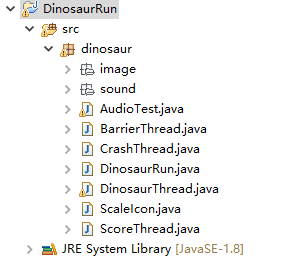 DinosaurRun
src
dinosaur
image
sound
AudioTest.java
BarrierThread.java
CrashThread.java
DinosaurRun.java
DinosaurThread.java
ScaleIcon.java
ScoreThread.java
JRE System Library [JavaSE-1.8]